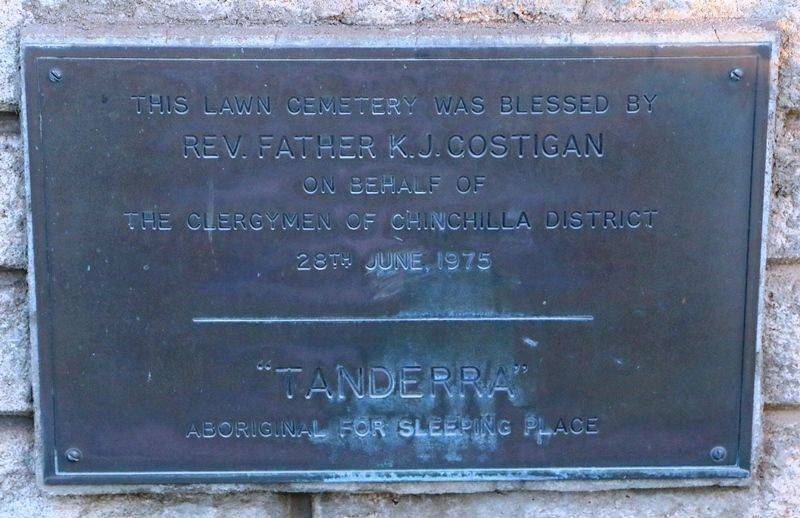 THIS LAWN CEMETERY WAS BLESSED BY
REV. FATHER K.J. COSTIGAN
ON BEHALF OF
THE CLERGYMEN OF CHINCHILLA DISTRICT
28TH JUNE, 1975
"TANDERRA"
ABORIGINAL FOR SLEEPING PLACE